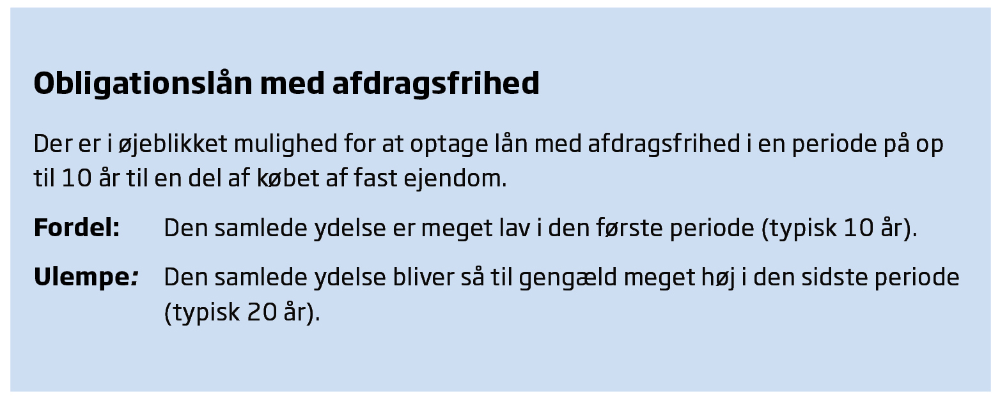 Obligationslån med afdragsfrihed
Der er i øjeblikket mulighed for at optage lån med afdragsfrihed i en periode på op
til 10 år til en del af købet af fast ejendom.
Fordel: Den samlede ydelse er meget lav i den første periode (typisk 10 år).
Ulempe: Den samlede ydelse bliver så til gengæld meget høj i den sidste periode
(typisk 20 år).